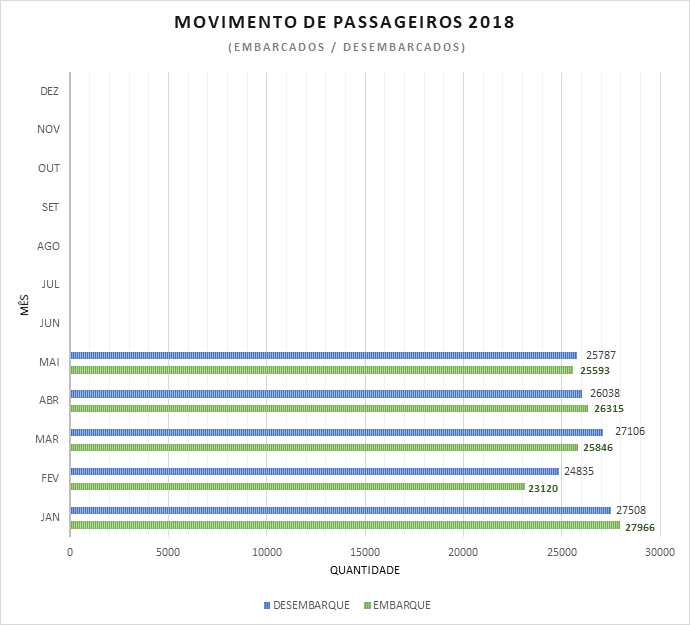 MOVIMENTO DE PASSAGEIROS 2018
(EMBARCADOS / DESEMBARCADOS)
DEZ
NOV
OUT
SET
AGO
JUL
JUN
MÊS
MAI
25787
25593
ABR
26038
26315
MAR
27106
25846
FEV
24835
23120
JAN
27508
27966
0 5000 10000 15000 20000 25000 30000
QUANTIDADE
DESEMBARQUE EMBARQUE